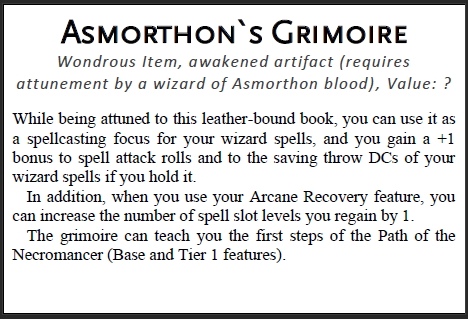 Asmorthon`s Grimoire
Wondrous Item, awakened artifact (requires
attunement by a wizard of Asmorthon blood), Value: ?
While being attuned to this leather-bound book, you can use it as
a spellcasting focus for your wizard spells, and you gain a +1
bonus to spell attack rolls and to the saving throw DCs of your
wizard spells if you hold it.
In addition, when you use your Arcane Recovery feature, you
can increase the number of spell slot levels you regain by 1.
The grimoire can teach you the first steps of the Path of the
Necromancer (Base and Tier 1 features).